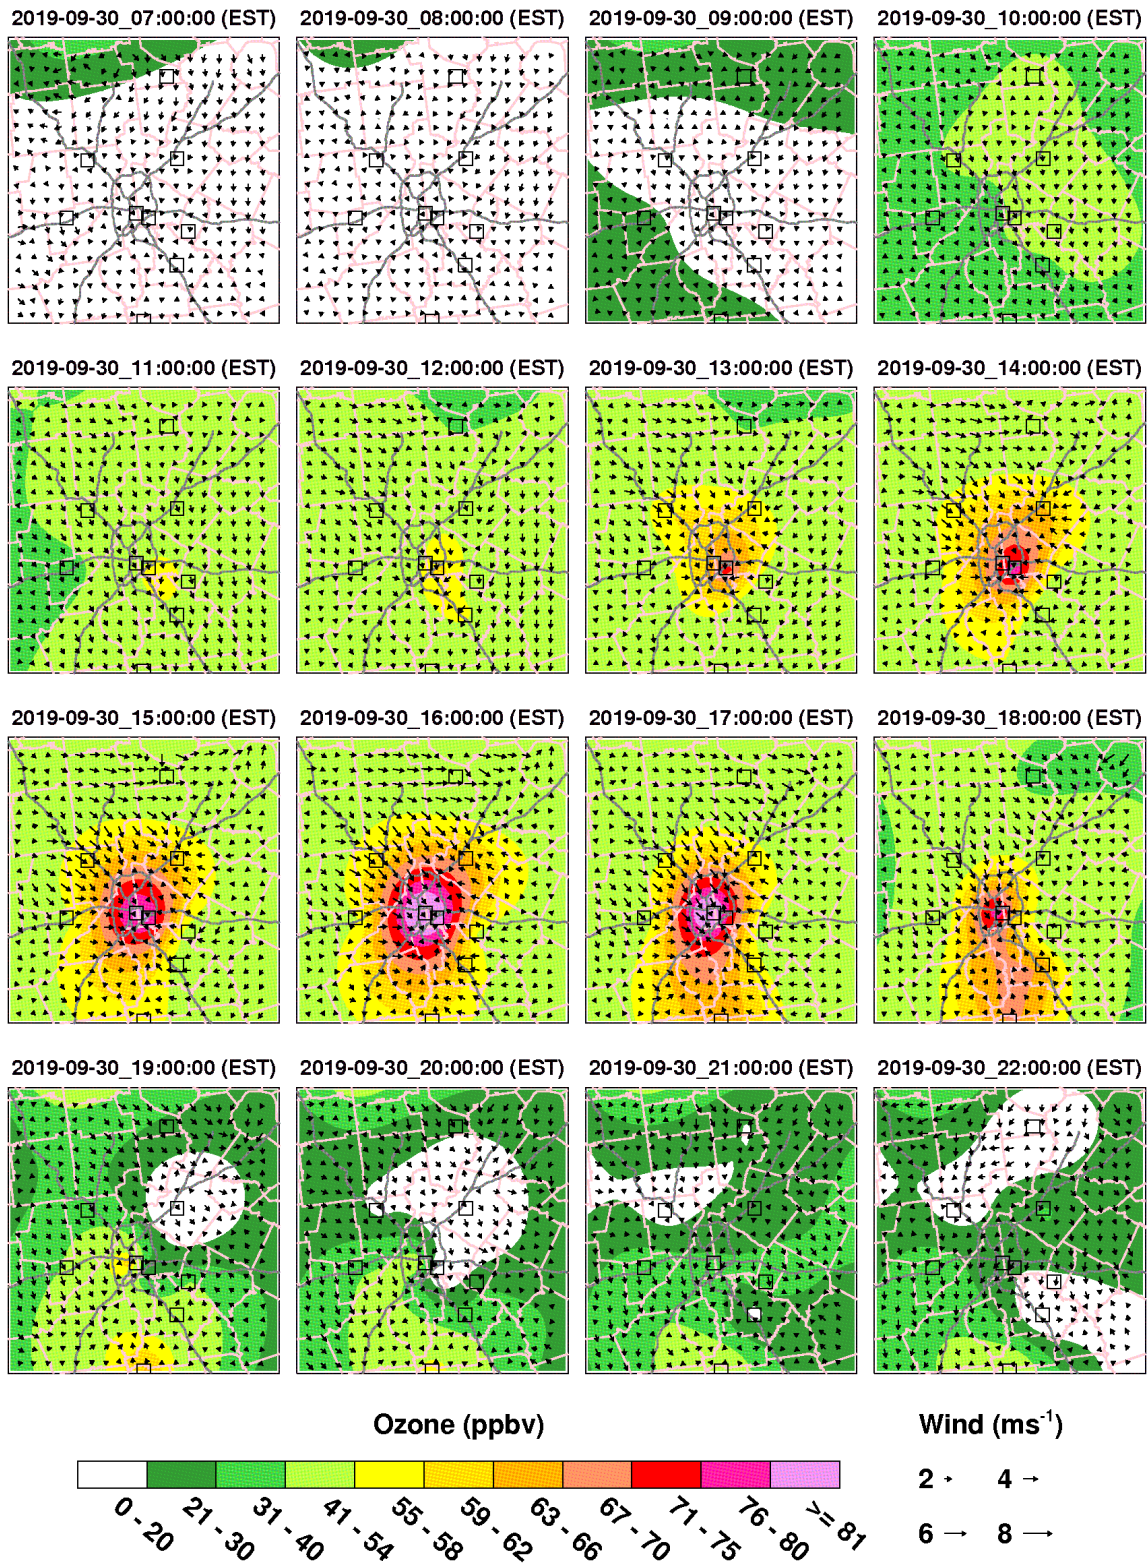 2019-09-30_07:00:00 (EST) 2019-09-30_08:00:00 (EST) 2019-09-30_09:00:00 (EST) 2019-09-30_10:00:00 (EST)
2019-09-30_11:00:00 (EST) 2019-09-30_12:00:00 (EST) 2019-09-30_13:00:00 (EST) 2019-09-30_14:00:00 (EST)
2019-09-30_15:00:00 (EST) 2019-09-30_16:00:00 (EST) 2019-09-30_17:00:00 (EST) 2019-09-30_18:00:00 (EST)
2019-09-30_19:00:00 (EST) 2019-09-30_20:00:00 (EST) 2019-09-30_21:00:00 (EST) 2019-09-30_22:00:00 (EST)
Ozone (ppbv) Wind (ms⁻¹)
0 - 20 21 - 30 31 - 40 41 - 54 55 - 58 59 - 62 63 - 66 67 - 70 71 - 75 76 - 80 >= 81
2 4
6 8